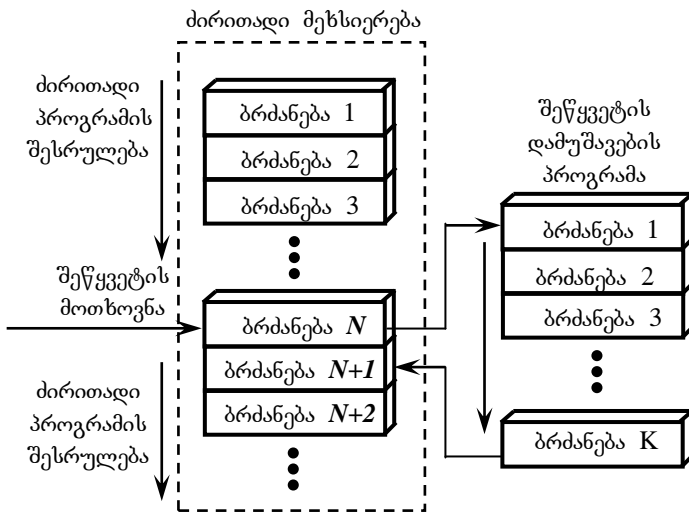 ძირითადი მეხსიერება
ძირითადი
პროგრამის
შესრულება
ბრძანება 1
ბრძანება 2
ბრძანება 3
შეწყვეტის
მოთხოვნა
ბრძანება N
ბრძანება N+1
ბრძანება N+2
ძირითადი
პროგრამის
შესრულება
შეწყვეტის
დამუშავების
პროგრამა
ბრძანება 1
ბრძანება 2
ბრძანება 3
ბრძანება K